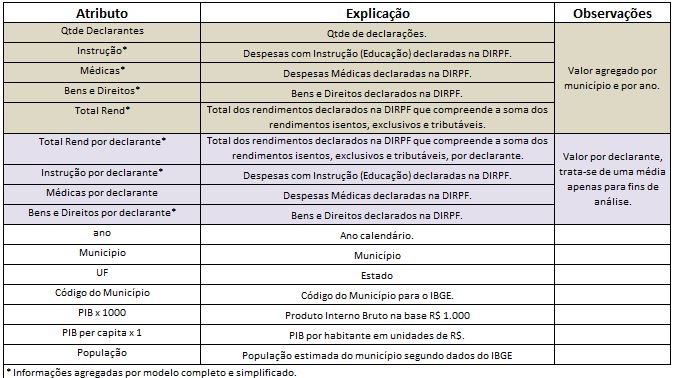 Atributo Explicação Observações
Qtde Declarantes Qtde de declarações.
Instrução* Despesas com Instrução (Educação) declaradas na DIRPF.
Médicas* Despesas Médicas declaradas na DIRPF.
Bens e Direitos* Bens e Direitos declarados na DIRPF.
Total Rend* Total dos rendimentos declarados na DIRPF que compreende a soma dos
rendimentos isentos, exclusivos e tributáveis.
Valor agregado por
município e por ano.
Total Rend por declarante* Total dos rendimentos declarados na DIRPF que compreende a soma dos
rendimentos isentos, exclusivos e tributáveis, por declarante.
Instrução por declarante* Despesas com Instrução (Educação) declaradas na DIRPF.
Médicas por declarante Despesas Médicas declaradas na DIRPF.
Bens e Direitos por declarante* Bens e Direitos declarados na DIRPF.
Valor por declarante,
trata-se de uma média
apenas para fins de
análise.
ano Ano calendário.
Municipio Município
UF Estado
Código do Município Código do Município para o IBGE.
PIB x 1000 Produto Interno Bruto na base R$ 1.000
PIB per capita x 1 PIB por habitante em unidades de R$.
População População estimada do município segundo dados do IBGE
* Informações agregadas por modelo completo e simplificado.